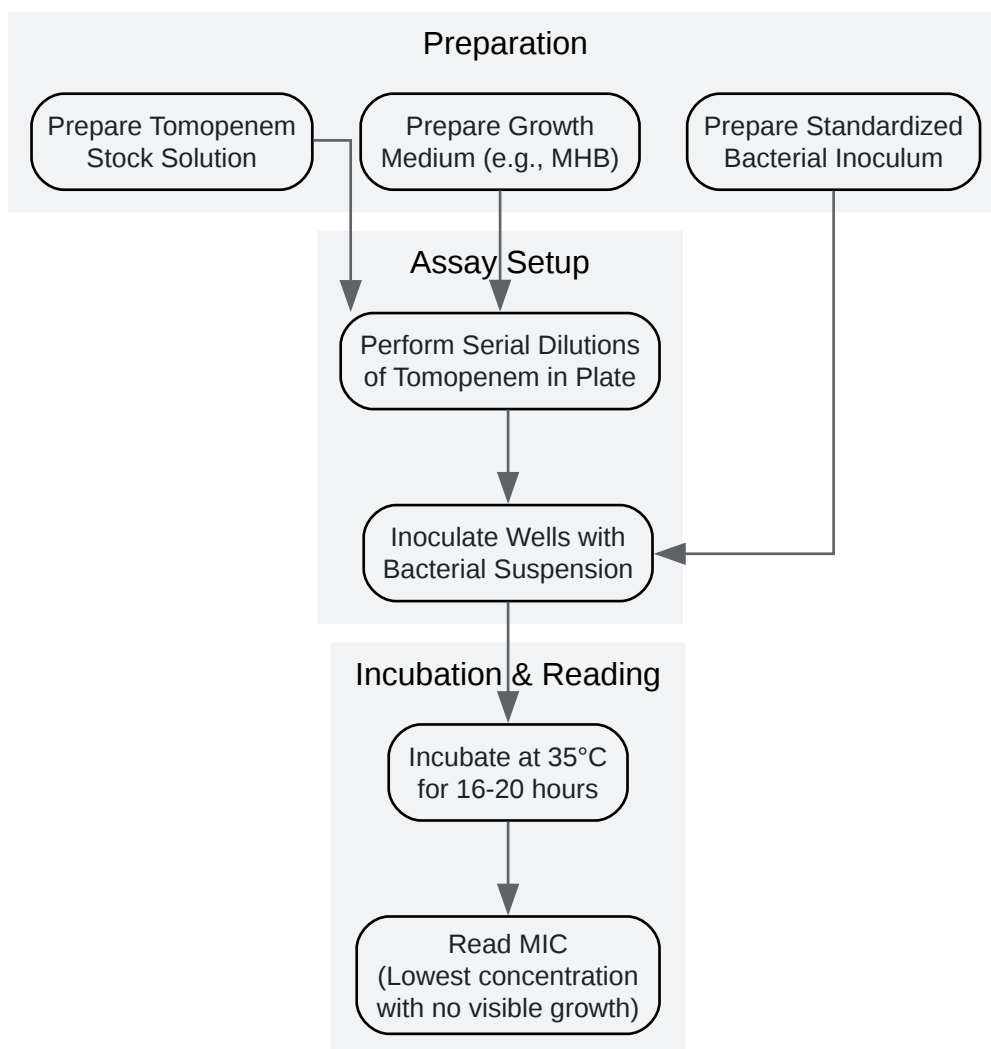 Preparation
Prepare Tomopenem
Stock Solution
Prepare Growth
Medium (e.g., MHB)
Prepare Standardized
Bacterial Inoculum
Assay Setup
Perform Serial Dilutions
of Tomopenem in Plate
Inoculate Wells with
Bacterial Suspension
Incubation & Reading
Incubate at 35°C
for 16-20 hours
Read MIC
(Lowest concentration
with no visible growth)